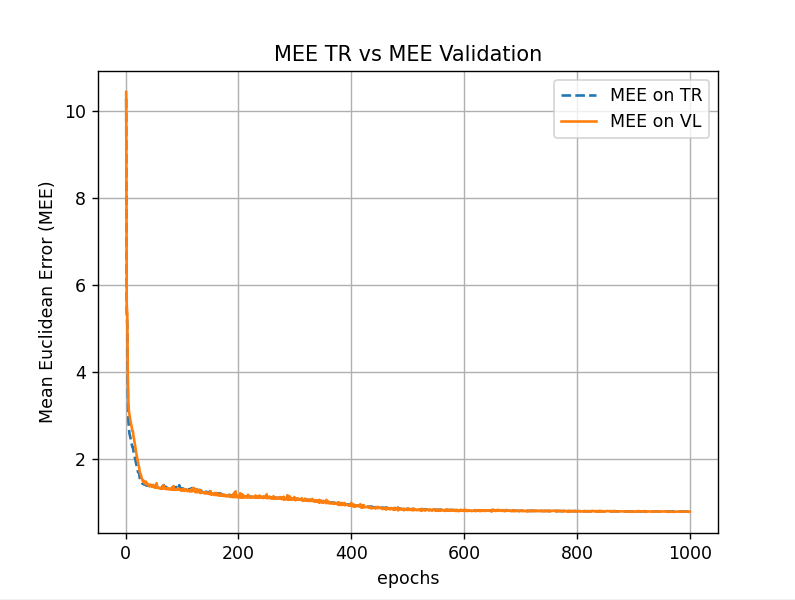 MEE TR vs MEE Validation
MEE on TR
MEE on VL
Mean Euclidean Error (MEE)
10
8
6
4
2
0 200 400 600 800 1000
epochs